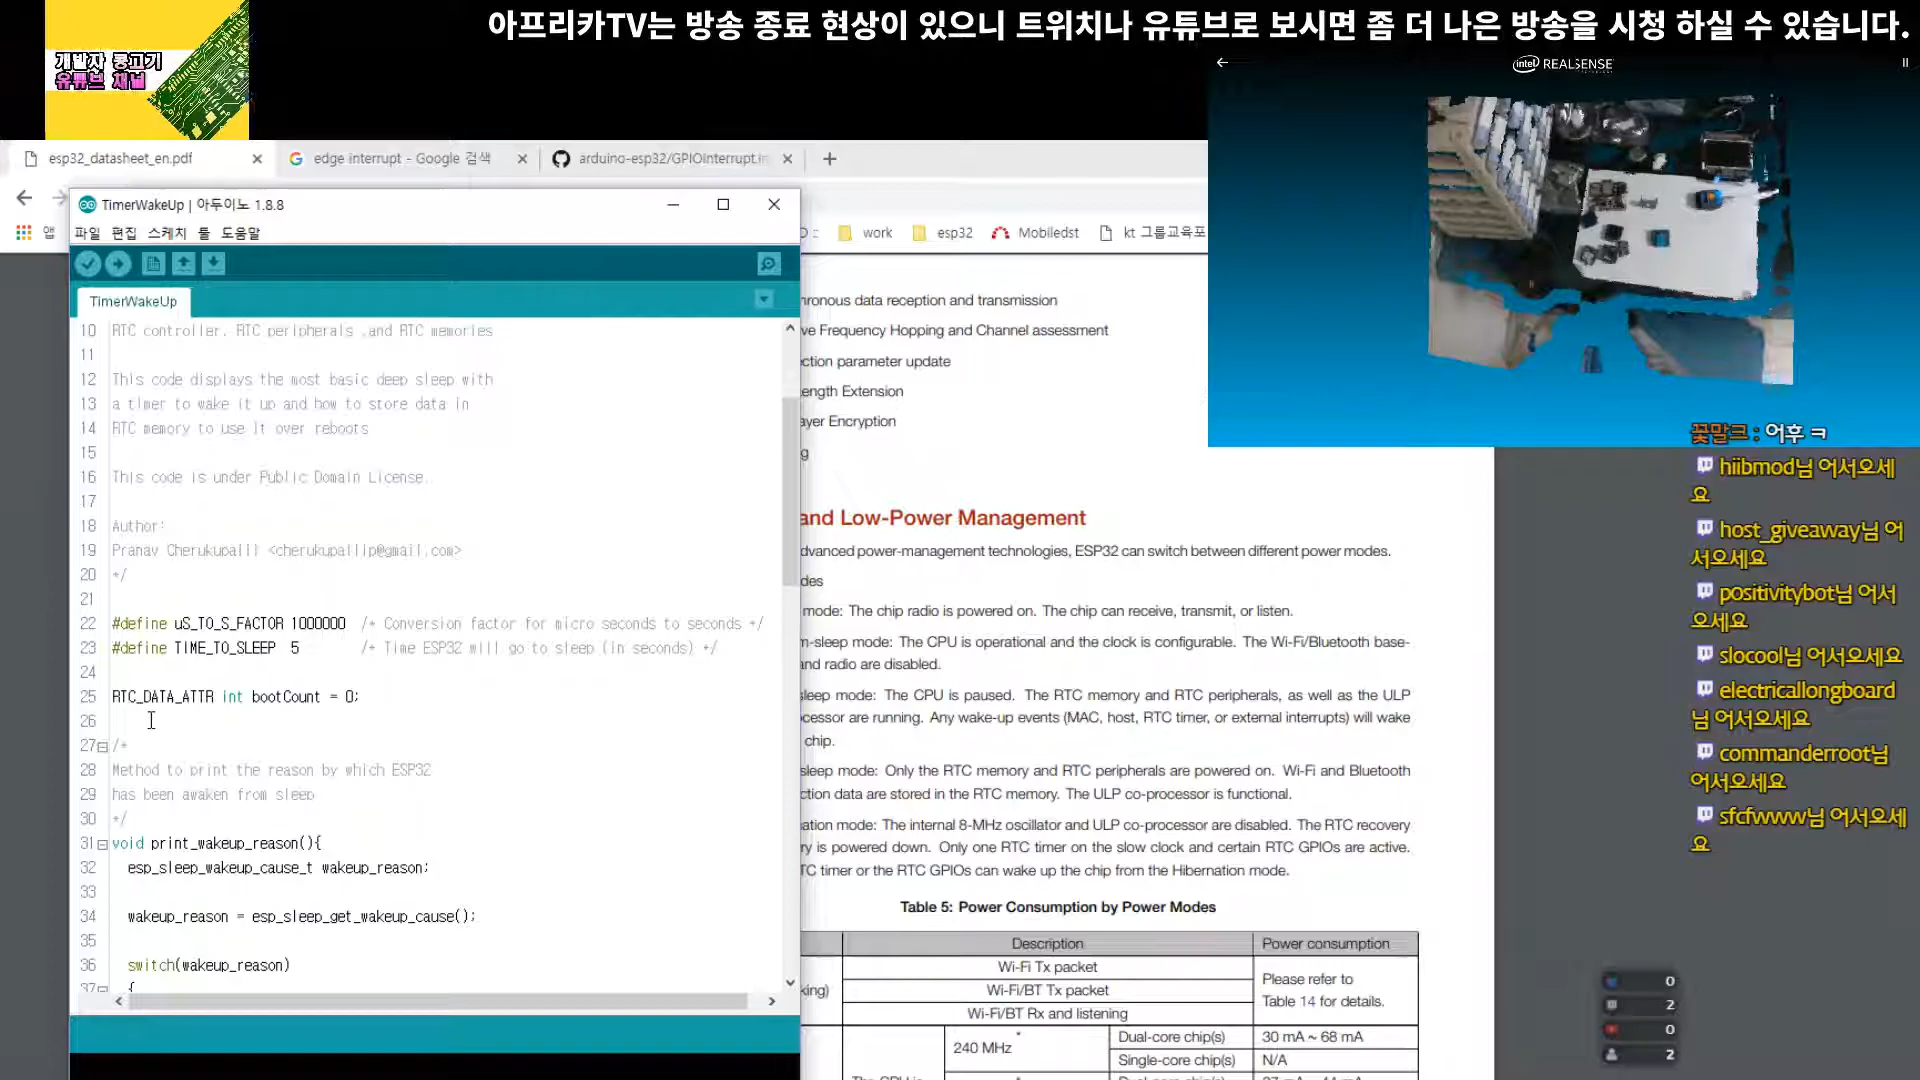 아프리카TV는 방송 종료 현상이 있으니 트위치나 유튜브로 보시면 좀 더 나은 방송을 시청 하실 수 있습니다.
개발자 콩고기
유튜브 채널
intel REALSENSE
TECHNOLOGY
esp32_datasheet_en.pdf
edge interrupt - Google 검색
arduino-esp32/GPIOInterrupt.in
앱
work
esp32
Mobiledst
kt 그룹교육포
TimerWakeUp | 아두이노 1.8.8
파일 편집 스케치 툴 도움말
TimerWakeUp
10 RTC controller, RTC peripherals ,and RTC memories
11
12 This code displays the most basic deep sleep with
13 a timer to wake it up and how to store data in
14 RTC memory to use it over reboots
15
16 This code is under Public Domain License.
17
18 Author:
19 Pranav Cherukupalli <cherukupallip@gmail.com>
20 */
21
22 #define uS_TO_S_FACTOR 1000000 /* Conversion factor for micro seconds to seconds */
23 #define TIME_TO_SLEEP 5 /* Time ESP32 will go to sleep (in seconds) */
24
25 RTC_DATA_ATTR int bootCount = 0;
26
27 /*
28 Method to print the reason by which ESP32
29 has been awaken from sleep
30 */
31 void print_wakeup_reason(){
32 esp_sleep_wakeup_cause_t wakeup_reason;
33
34 wakeup_reason = esp_sleep_get_wakeup_cause();
35
36 switch(wakeup_reason)
37 {
hronous data reception and transmission
ve Frequency Hopping and Channel assessment
ction parameter update
ength Extension
ayer Encryption
g
and Low-Power Management
dvanced power-management technologies, ESP32 can switch between different power modes.
des
mode: The chip radio is powered on. The chip can receive, transmit, or listen.
m-sleep mode: The CPU is operational and the clock is configurable. The Wi-Fi/Bluetooth base-
and radio are disabled.
sleep mode: The CPU is paused. The RTC memory and RTC peripherals, as well as the ULP
cessor are running. Any wake-up events (MAC, host, RTC timer, or external interrupts) will wake
chip.
sleep mode: Only the RTC memory and RTC peripherals are powered on. Wi-Fi and Bluetooth
ction data are stored in the RTC memory. The ULP co-processor is functional.
ation mode: The internal 8-MHz oscillator and ULP co-processor are disabled. The RTC recovery
ry is powered down. Only one RTC timer on the slow clock and certain RTC GPIOs are active.
TC timer or the RTC GPIOs can wake up the chip from the Hibernation mode.
Table 5: Power Consumption by Power Modes
Description Power consumption
king)
Wi-Fi Tx packet
Wi-Fi/BT Tx packet
Wi-Fi/BT Rx and listening
Please refer to
Table 14 for details.
240 MHz
*
Dual-core chip(s) 30 mA ~ 68 mA
Single-core chip(s) N/A
꽃말크 : 어후 ㅋ
hiibmod님 어서오세
요
host_giveaway님 어
서오세요
positivitybot님 어서
오세요
slocool님 어서오세요
electricallongboard
님 어서오세요
commanderroot님
어서오세요
sfcfwww님 어서오세
요
0
2
0
2